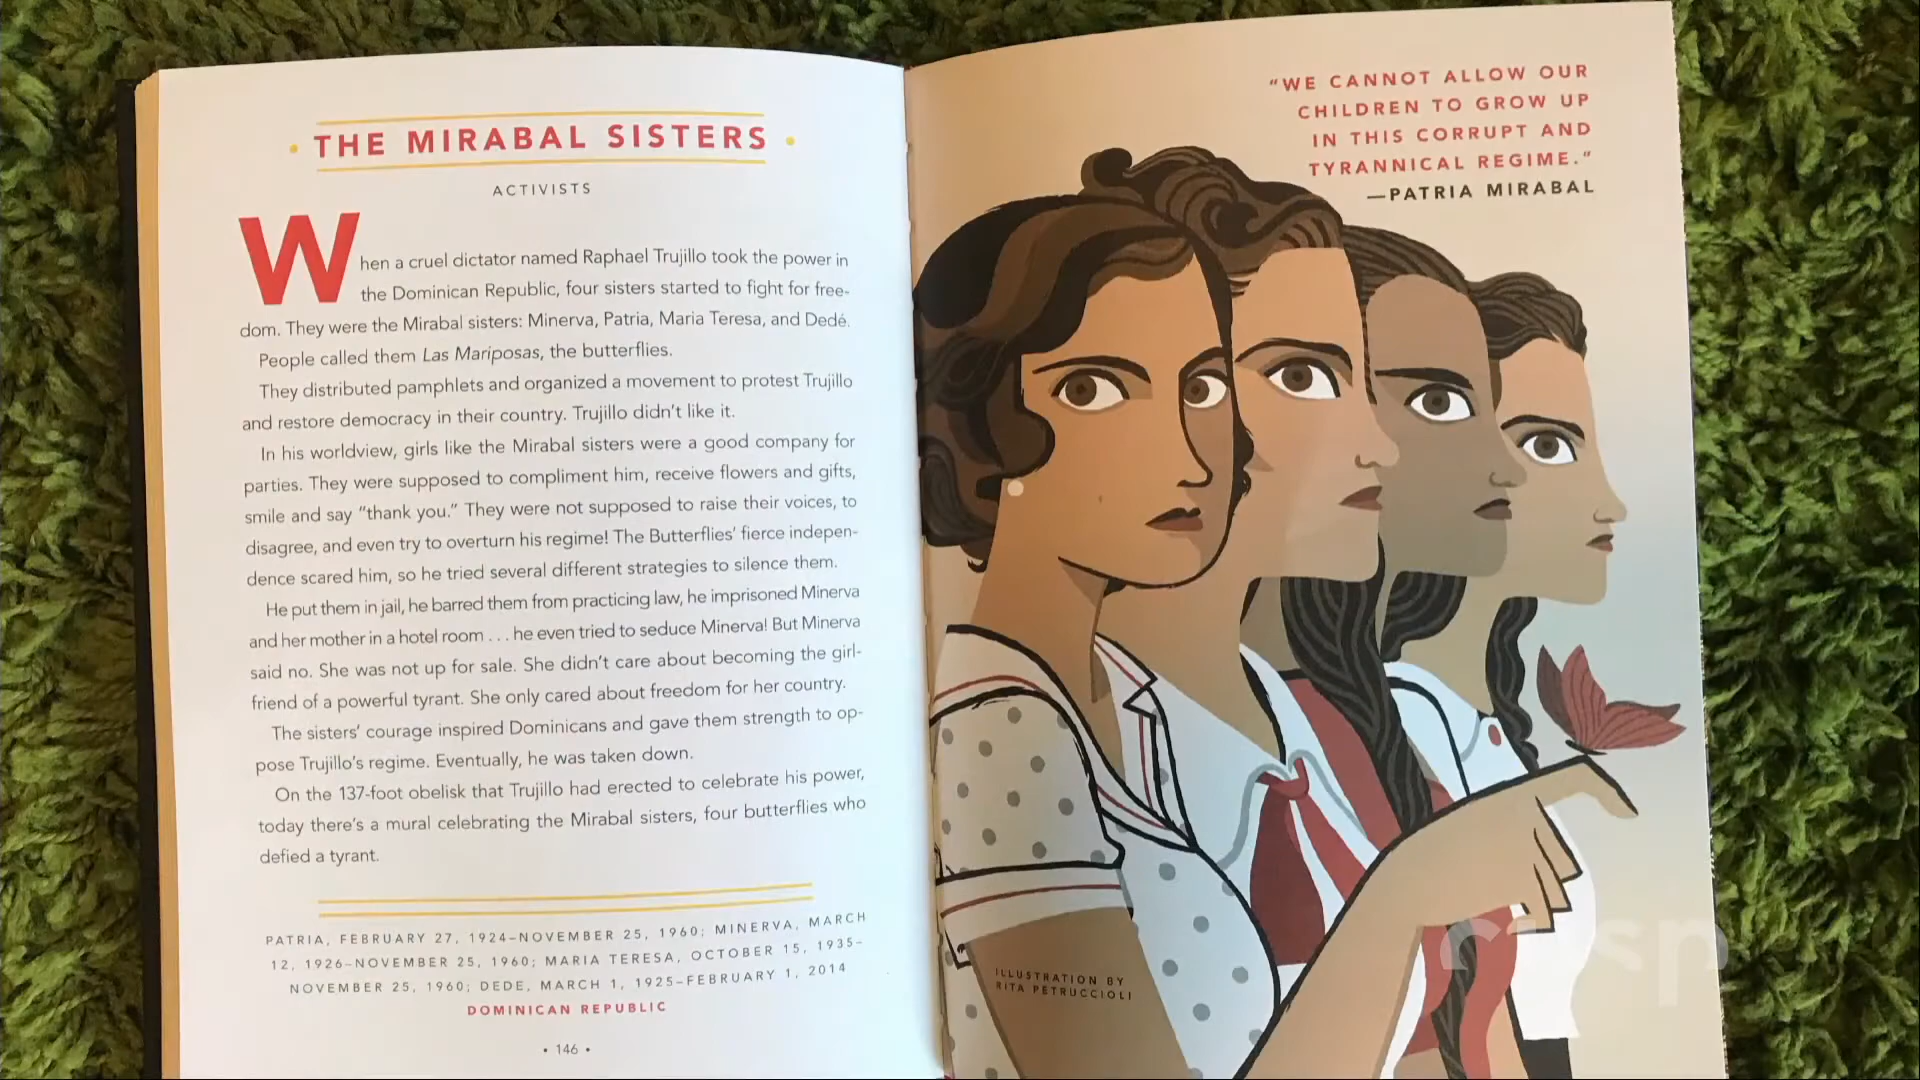 THE MIRABAL SISTERS
ACTIVISTS
When a cruel dictator named Raphael Trujillo took the power in
the Dominican Republic, four sisters started to fight for free-
dom. They were the Mirabal sisters: Minerva, Patria, Maria Teresa, and Dedé.
People called them Las Mariposas, the butterflies.
They distributed pamphlets and organized a movement to protest Trujillo
and restore democracy in their country. Trujillo didn't like it.
In his worldview, girls like the Mirabal sisters were a good company for
parties. They were supposed to compliment him, receive flowers and gifts,
smile and say "thank you." They were not supposed to raise their voices, to
disagree, and even try to overturn his regime! The Butterflies' fierce indepen-
dence scared him, so he tried several different strategies to silence them.
He put them in jail, he barred them from practicing law, he imprisoned Minerva
and her mother in a hotel room . . . he even tried to seduce Minerva! But Minerva
said no. She was not up for sale. She didn't care about becoming the girl-
friend of a powerful tyrant. She only cared about freedom for her country.
The sisters' courage inspired Dominicans and gave them strength to op-
pose Trujillo's regime. Eventually, he was taken down.
On the 137-foot obelisk that Trujillo had erected to celebrate his power,
today there's a mural celebrating the Mirabal sisters, four butterflies who
defied a tyrant.
PATRIA, FEBRUARY 27, 1924–NOVEMBER 25, 1960; MINERVA, MARCH
12, 1926–NOVEMBER 25, 1960; MARIA TERESA, OCTOBER 15, 1935–
NOVEMBER 25, 1960; DEDE, MARCH 1, 1925–FEBRUARY 1, 2014
DOMINICAN REPUBLIC
• 146 •
"WE CANNOT ALLOW OUR
CHILDREN TO GROW UP
IN THIS CORRUPT AND
TYRANNICAL REGIME."
—PATRIA MIRABAL
ILLUSTRATION BY
RITA PETRUCCIOLI